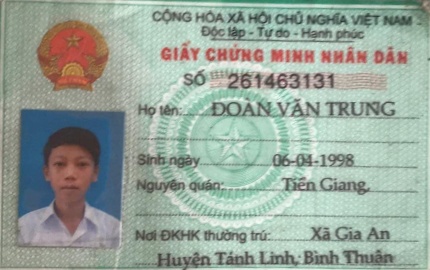 CỘNG HÒA XÃ HỘI CHỦ NGHĨA VIỆT NAM
Độc lập - Tự do - Hạnh phúc
GIẤY CHỨNG MINH NHÂN DÂN
SỐ 261463131
Họ tên: ĐOÀN VĂN TRUNG
Sinh ngày 06-04-1998
Nguyên quán: Tiền Giang,
Nơi ĐKHK thường trú: Xã Gia An
Huyện Tánh Linh, Bình Thuận